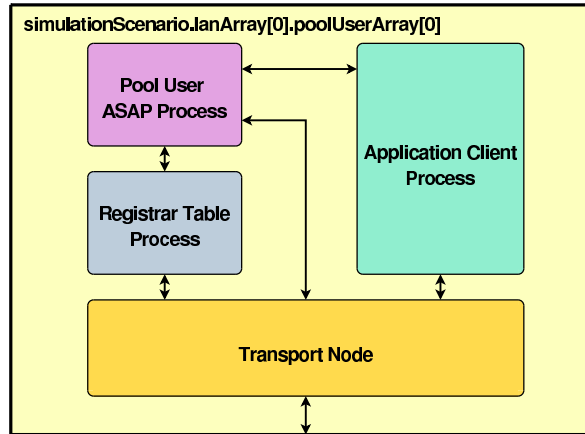 simulationScenario.lanArray[0].poolUserArray[0]
Pool User
ASAP Process
Application Client
Process
Registrar Table
Process
Transport Node